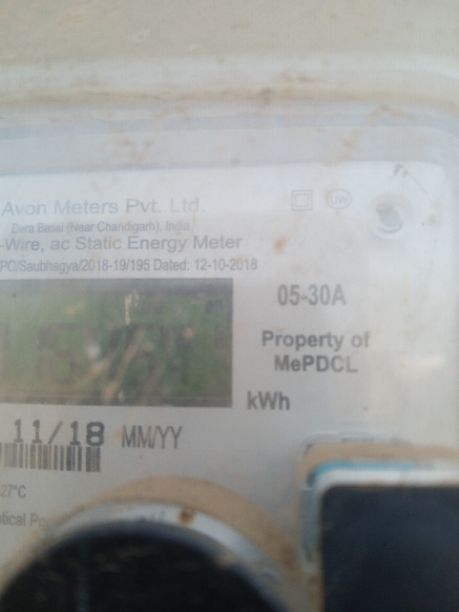 Avon Meters Pvt. Ltd.
UW
Dera Bassi (Near Chandigarh), India
-Wire, ac Static Energy Meter
PO/Saubhagya/2018-19/195 Dated: 12-10-2018
05-30A
Property of
MePDCL
kWh
11/18 MM/YY
27°C